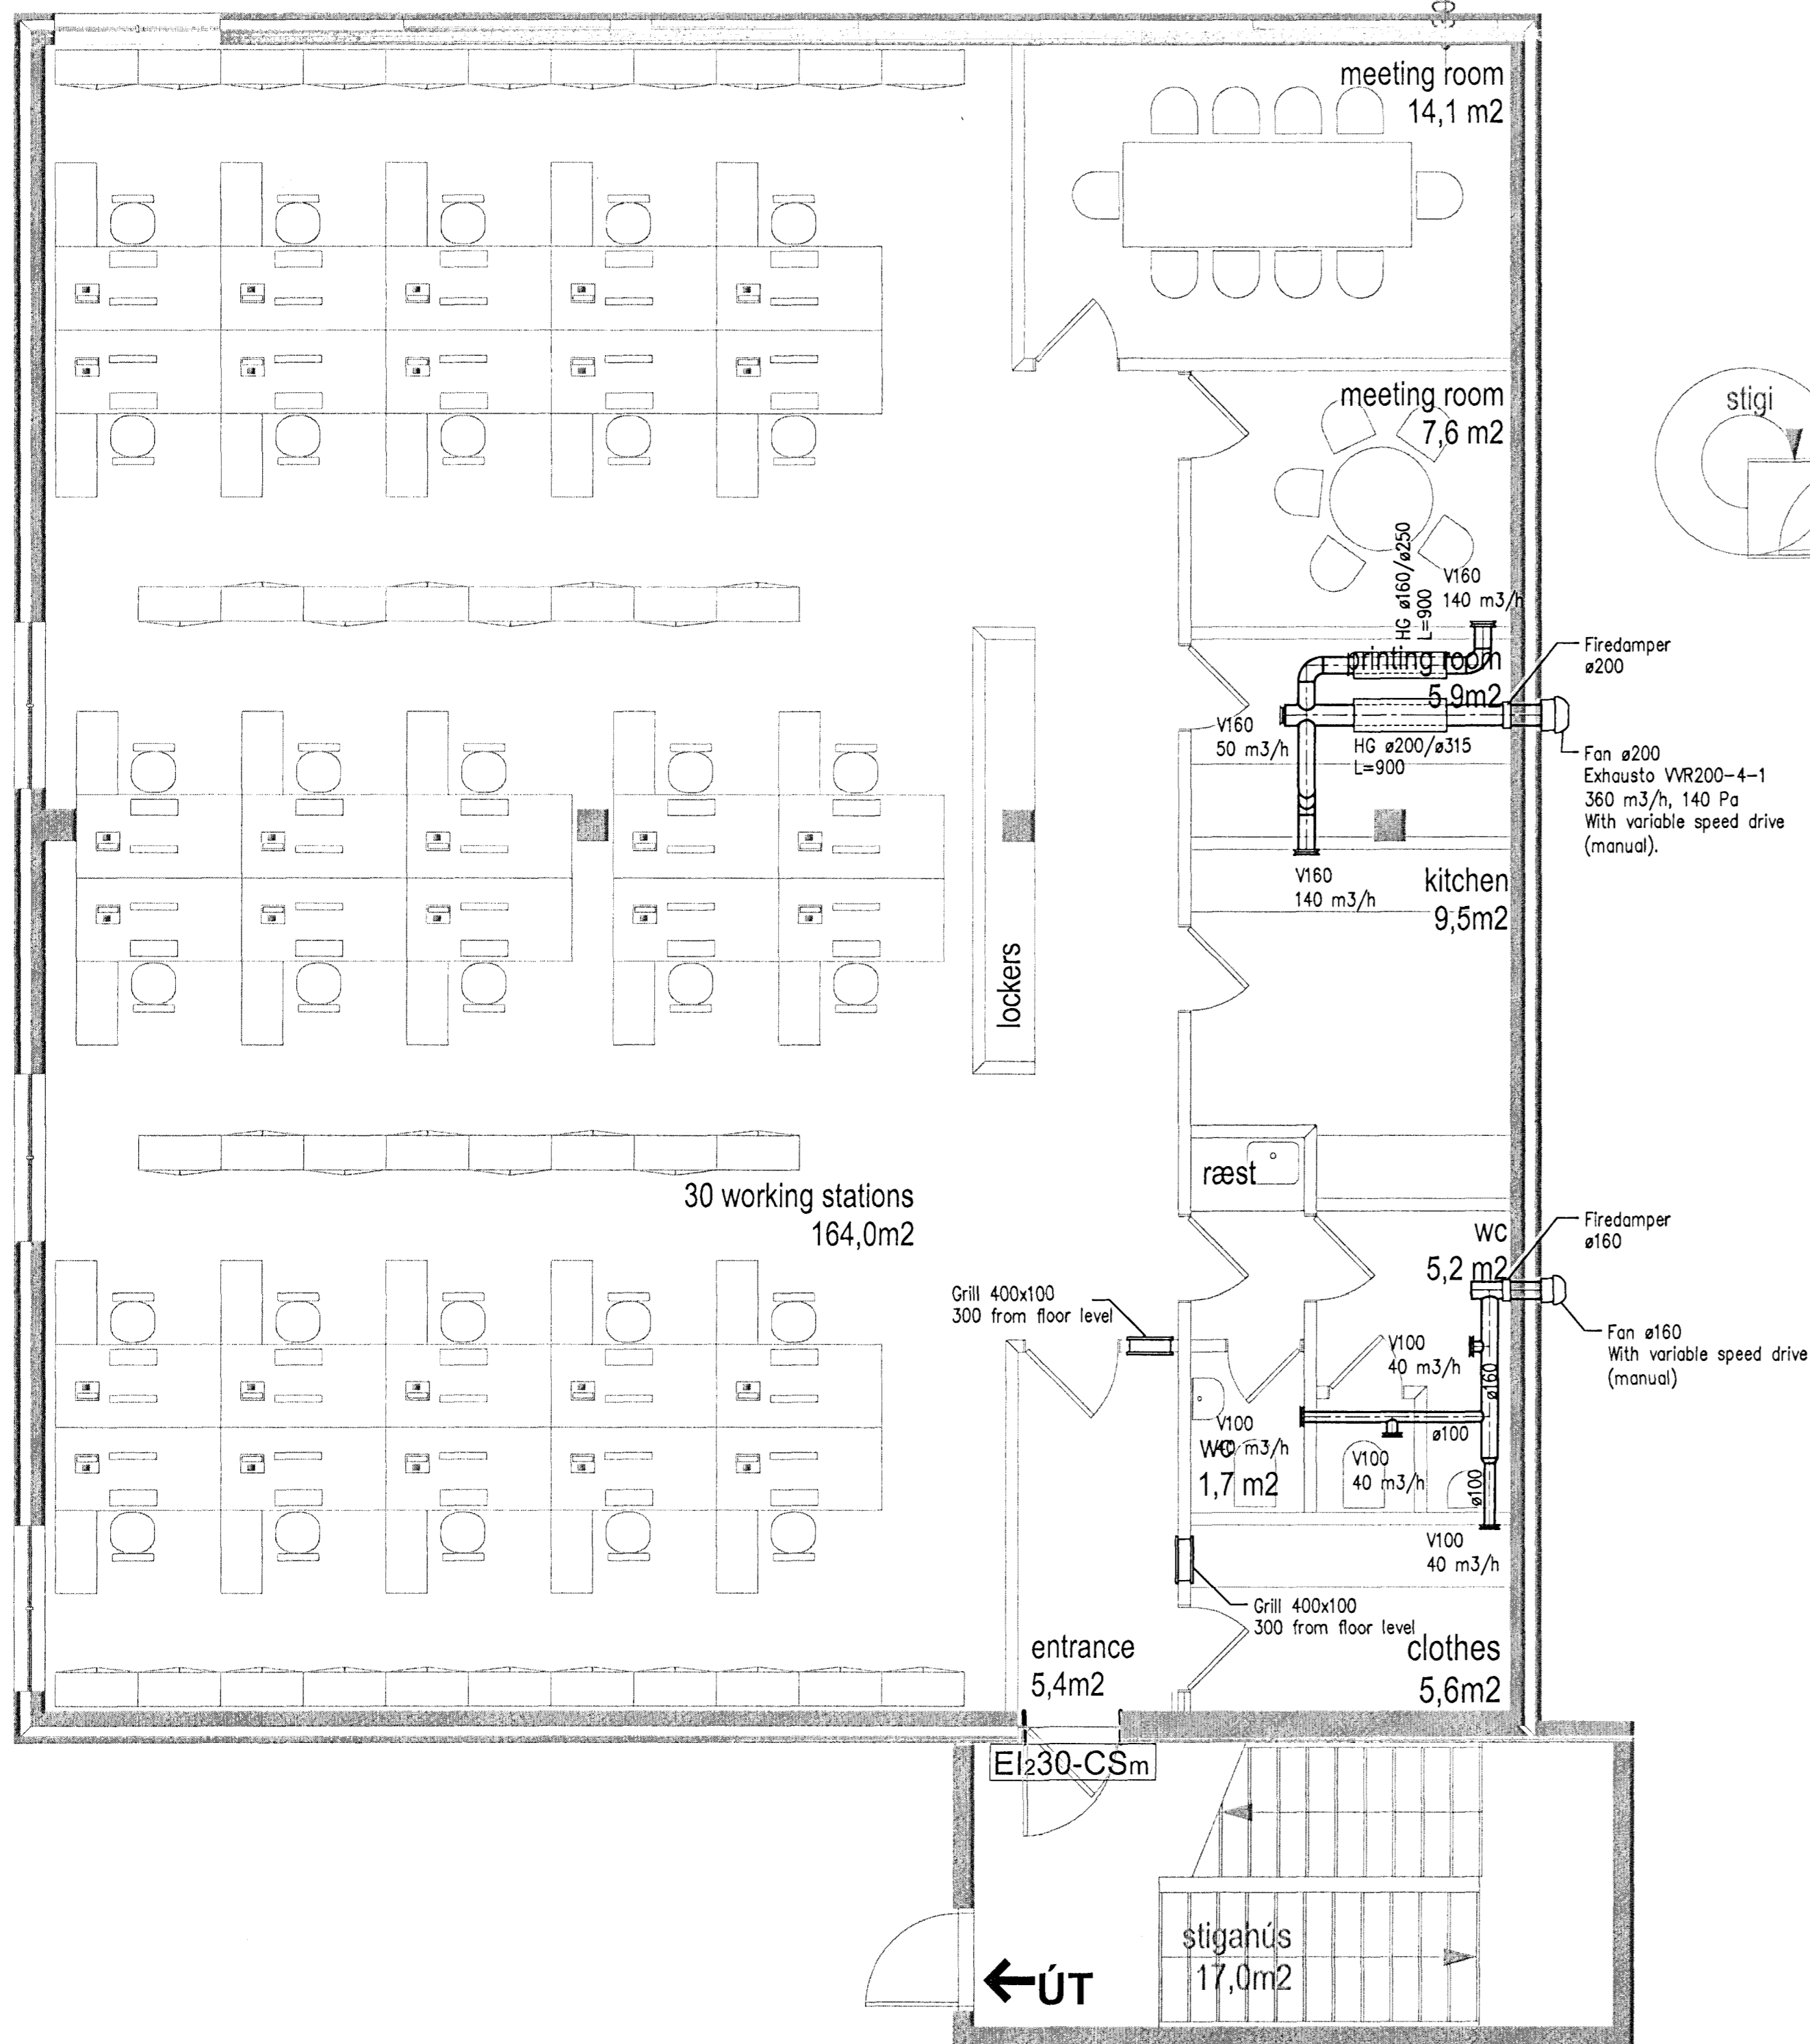 meeting room
14,1 m2
meeting room
7,6 m2
stigi
HG ø160/ø250
L=900
V160
140 m3/h
printing room
5,9m2
Firedamper
ø200
V160
50 m3/h
HG ø200/ø315
L=900
Fan ø200
Exhausto VVR200-4-1
360 m3/h, 140 Pa
With variable speed drive
(manual).
V160
140 m3/h
kitchen
9,5m2
lockers
ræst
30 working stations
164,0m2
WC
5,2 m2
Firedamper
ø160
Grill 400x100
300 from floor level
Fan ø160
With variable speed drive
(manual)
V100
40 m3/h
ø160
V100
40 m3/h
WC
1,7 m2
ø100
V100
40 m3/h
ø100
V100
40 m3/h
Grill 400x100
300 from floor level
entrance
5,4m2
clothes
5,6m2
EI230-CSm
stigahús
17,0m2
←ÚT